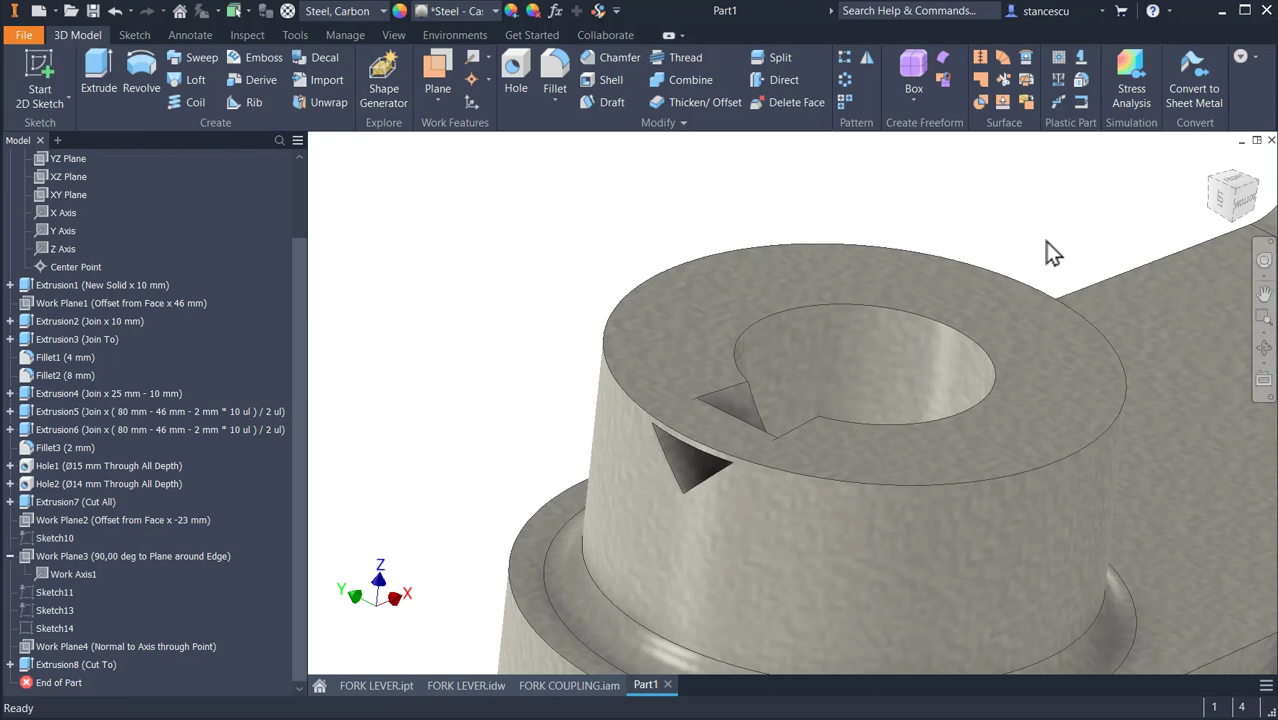 Steel, Carbon
*Steel - Ca:
fx
Part1
Search Help & Commands...
stancescu
File
3D Model
Sketch
Annotate
Inspect
Tools
Manage
View
Environments
Get Started
Collaborate
Start
2D Sketch
Extrude
Revolve
Sweep
Loft
Coil
Emboss
Derive
Rib
Decal
Import
Unwrap
Shape
Generator
Plane
Hole
Fillet
Chamfer
Shell
Draft
Thread
Combine
Thicken/ Offset
Split
Direct
Delete Face
Box
Stress
Analysis
Convert to
Sheet Metal
Sketch
Create
Explore
Work Features
Modify
Pattern
Create Freeform
Surface
Plastic Part
Simulation
Convert
Model
YZ Plane
XZ Plane
XY Plane
X Axis
Y Axis
Z Axis
Center Point
Extrusion1 (New Solid x 10 mm)
Work Plane1 (Offset from Face x 46 mm)
Extrusion2 (Join x 10 mm)
Extrusion3 (Join To)
Fillet1 (4 mm)
Fillet2 (8 mm)
Extrusion4 (Join x 25 mm - 10 mm)
Extrusion5 (Join x ( 80 mm - 46 mm - 2 mm * 10 ul ) / 2 ul)
Extrusion6 (Join x ( 80 mm - 46 mm - 2 mm * 10 ul ) / 2 ul)
Fillet3 (2 mm)
Hole1 (Ø15 mm Through All Depth)
Hole2 (Ø14 mm Through All Depth)
Extrusion7 (Cut All)
Work Plane2 (Offset from Face x -23 mm)
Sketch10
Work Plane3 (90,00 deg to Plane around Edge)
Work Axis1
Sketch11
Sketch13
Sketch14
Work Plane4 (Normal to Axis through Point)
Extrusion8 (Cut To)
End of Part
Z
Y
X
FORK LEVER.ipt
FORK LEVER.idw
FORK COUPLING.iam
Part1
Ready
1
4